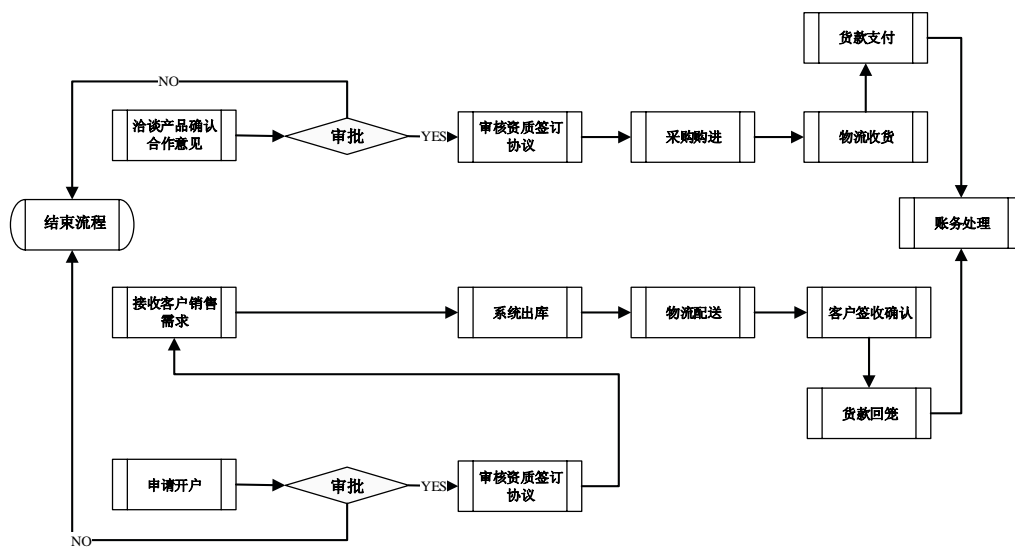 货款支付
NO
洽谈产品确认
合作意见
审批
YES
审核资质签订
协议
采购购进
物流收货
结束流程
账务处理
接收客户销售
需求
系统出库
物流配送
客户签收确认
货款回笼
申请开户
审批
YES
审核资质签订
协议
NO